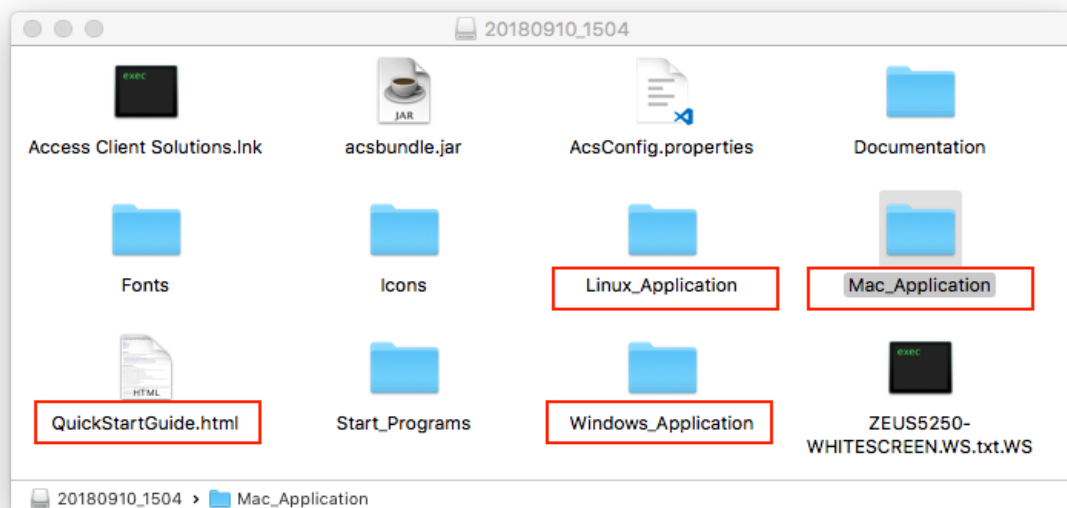 20180910_1504
exec
JAR
Access Client Solutions.lnk
acsbundle.jar
AcsConfig.properties
Documentation
Fonts
Icons
Linux_Application
Mac_Application
HTML
exec
QuickStartGuide.html
Start_Programs
Windows_Application
ZEUS5250-
WHITESCREEN.WS.txt.WS
20180910_1504 › Mac_Application